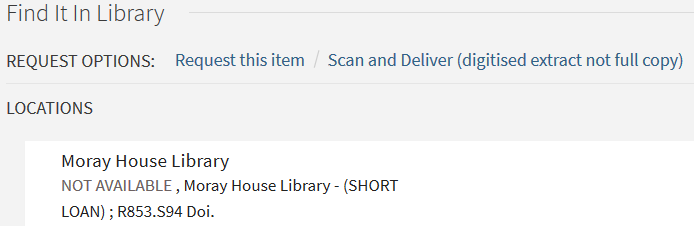 Find It In Library
REQUEST OPTIONS: Request this item / Scan and Deliver (digitised extract not full copy)
LOCATIONS
Moray House Library
NOT AVAILABLE , Moray House Library - (SHORT
LOAN) ; R853.S94 Doi.